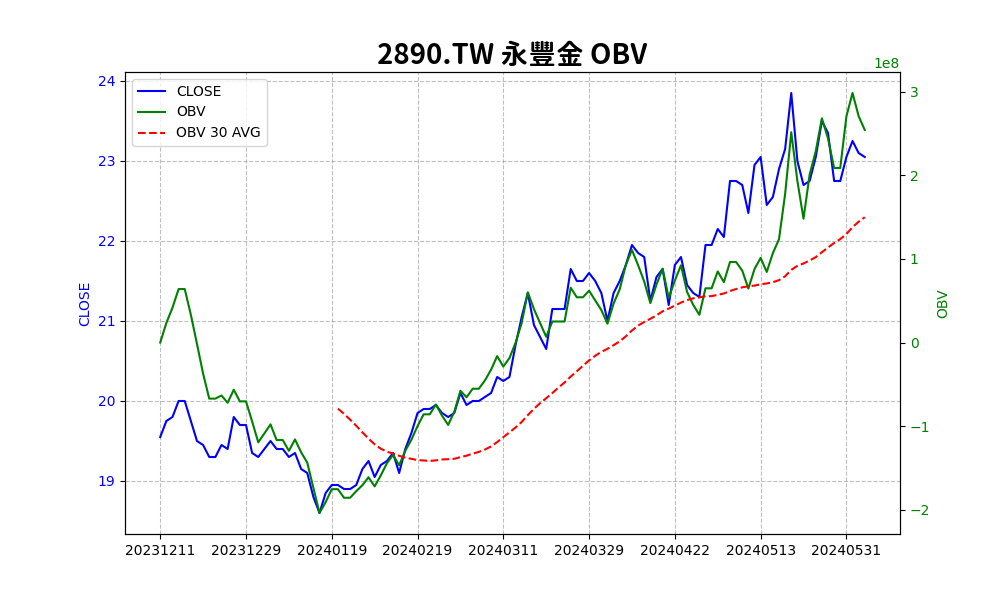 2890.TW 永豐金 OBV
1e8
CLOSE
OBV
OBV 30 AVG
24
23
22
21
20
19
CLOSE
3
2
1
0
−1
−2
OBV
20231211 20231229 20240119 20240219 20240311 20240329 20240422 20240513 20240531